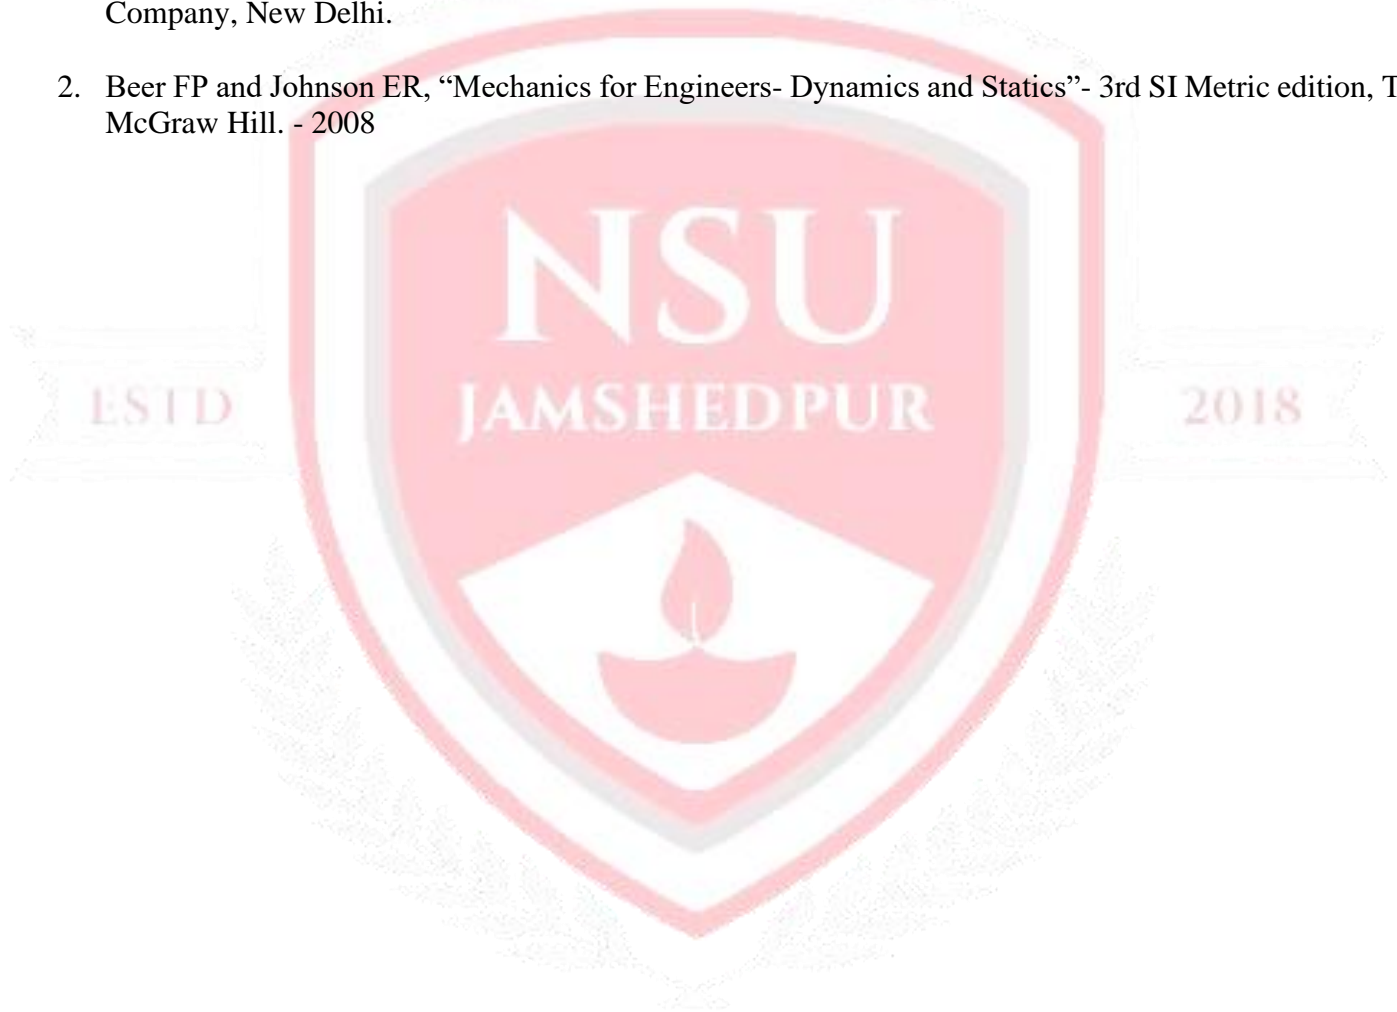 Company, New Delhi.
2. Beer FP and Johnson ER, “Mechanics for Engineers- Dynamics and Statics”- 3rd SI Metric edition, T
McGraw Hill. - 2008
NSU
JAMSHEDPUR
ESTD
2018